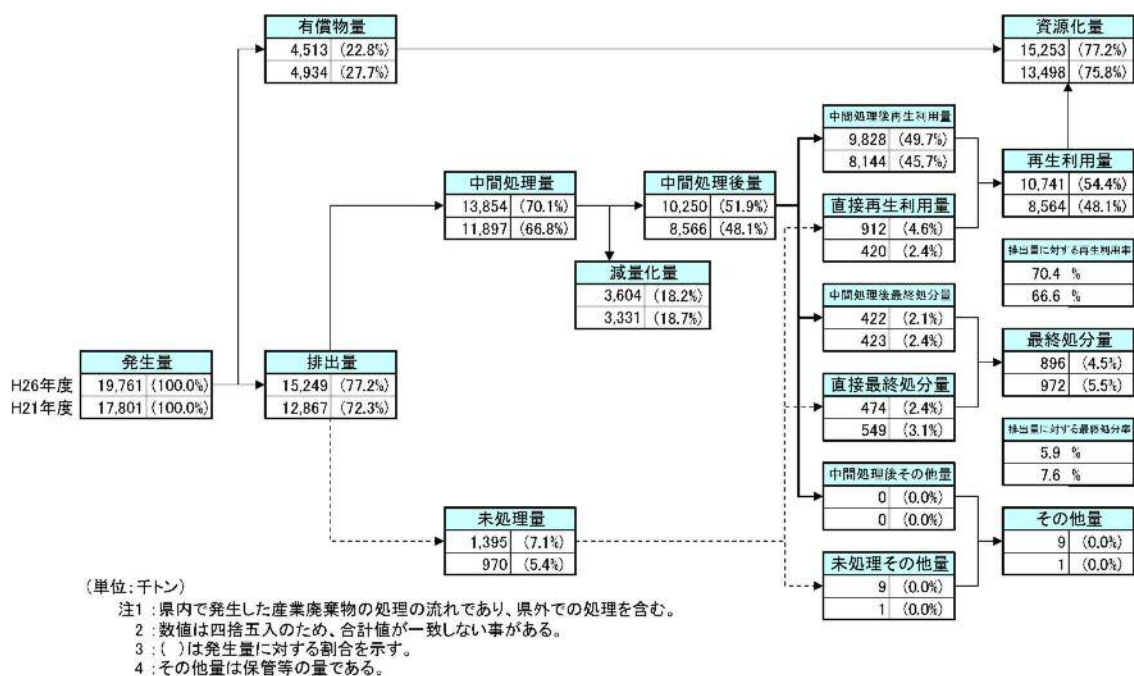 有償物量
4,513 (22.8%)
4,934 (27.7%)
資源化量
15,253 (77.2%)
13,498 (75.8%)
中間処理後再生利用量
9,828 (49.7%)
8,144 (45.7%)
再生利用量
10,741 (54.4%)
8,564 (48.1%)
中間処理量
13,854 (70.1%)
11,897 (66.8%)
中間処理後量
10,250 (51.9%)
8,566 (48.1%)
直接再生利用量
912 (4.6%)
420 (2.4%)
排出量に対する再生利用率
70.4 %
66.6 %
減量化量
3,604 (18.2%)
3,331 (18.7%)
中間処理後最終処分量
422 (2.1%)
423 (2.4%)
最終処分量
896 (4.5%)
972 (5.5%)
発生量
H26年度 19,761 (100.0%)
H21年度 17,801 (100.0%)
排出量
15,249 (77.2%)
12,867 (72.3%)
直接最終処分量
474 (2.4%)
549 (3.1%)
排出量に対する最終処分率
5.9 %
7.6 %
中間処理後その他量
0 (0.0%)
0 (0.0%)
未処理量
1,395 (7.1%)
970 (5.4%)
その他量
9 (0.0%)
1 (0.0%)
未処理その他量
9 (0.0%)
1 (0.0%)
(単位:千トン)
注1:県内で発生した産業廃棄物の処理の流れであり、県外での処理を含む。
2:数値は四捨五入のため、合計値が一致しない事がある。
3:( )は発生量に対する割合を示す。
4:その他量は保管等の量である。